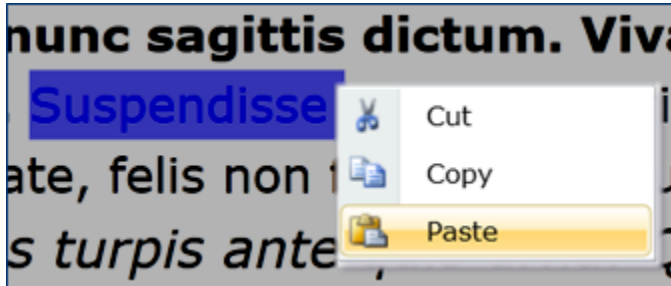 nunc sagittis dictum. Viva
Suspendisse
Cut
ate, felis non
Copy
s turpis ante
Paste